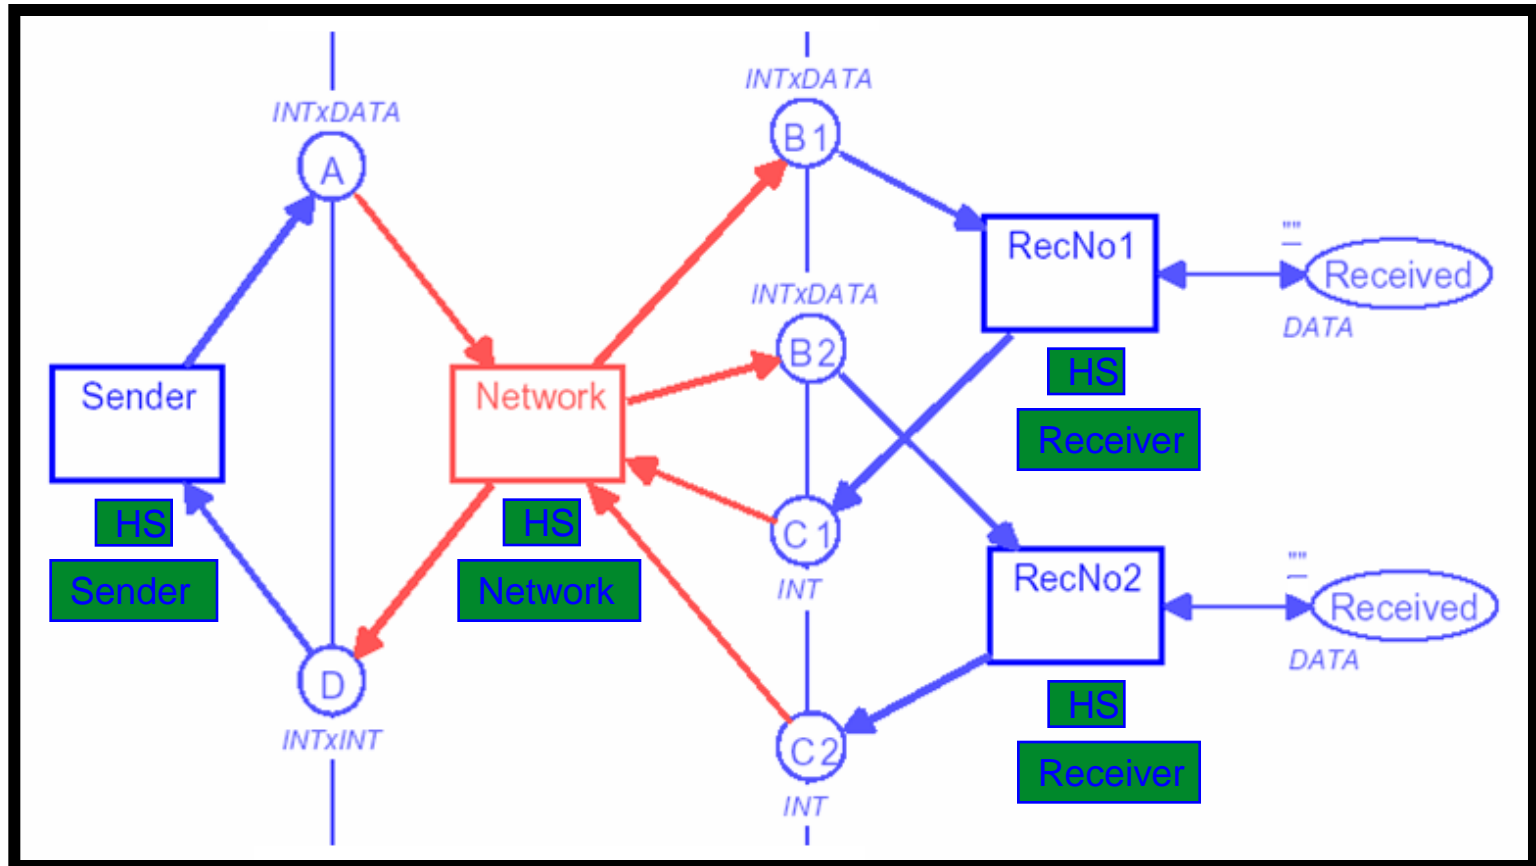 INTxDATA
A
Sender
HS
Sender
D
INTxINT
Network
HS
Network
INTxDATA
B1
INTxDATA
B2
C1
INT
C2
INT
RecNo1
HS
Receiver
""
Received
DATA
RecNo2
HS
Receiver
""
Received
DATA